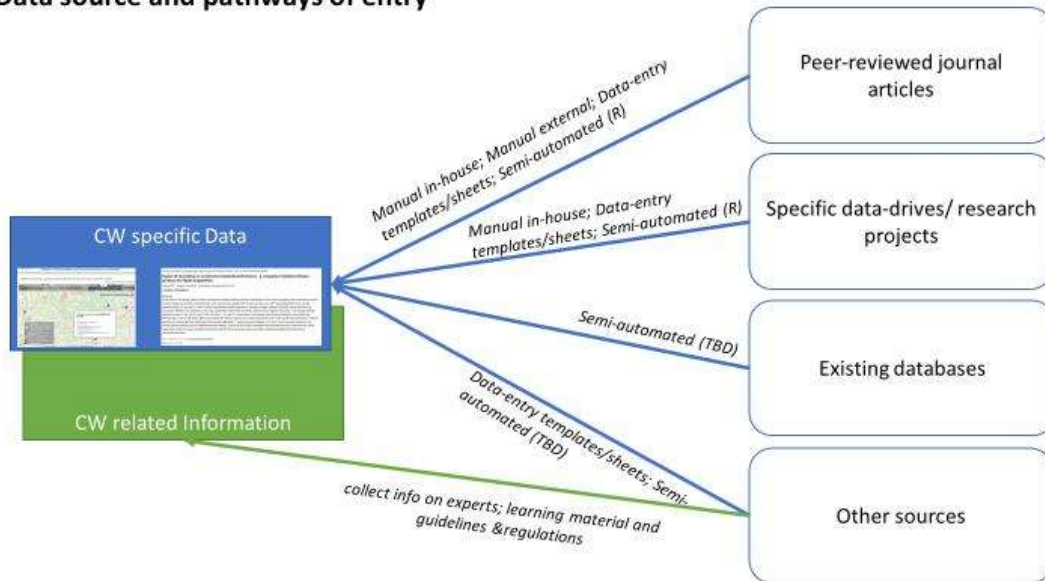 Data source and pathways of entry
Peer-reviewed journal
articles
Manual in-house; Manual external; Data-entry
templates/sheets; Semi-automated (R)
Specific data-drives/ research
projects
Manual in-house; Data-entry
templates/sheets; Semi-automated (R)
CW specific Data
Semi-automated (TBD)
Existing databases
CW related Information
Data-entry templates/sheets; Semi-
automated (TBD)
collect info on experts; learning material and
guidelines &regulations
Other sources